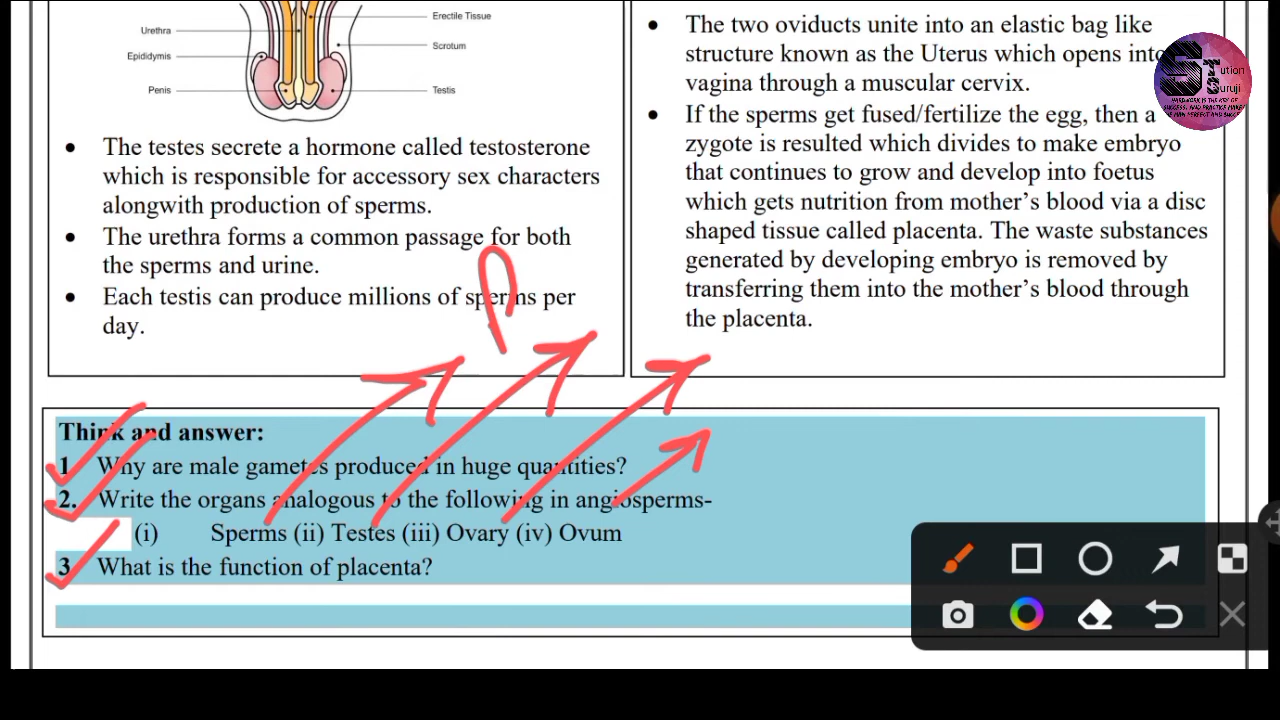 Urethra
Epididymis
Penis
Erectile Tissue
Scrotum
Testis
• The testes secrete a hormone called testosterone
which is responsible for accessory sex characters
alongwith production of sperms.
• The urethra forms a common passage for both
the sperms and urine.
• Each testis can produce millions of sperms per
day.
• The two oviducts unite into an elastic bag like
structure known as the Uterus which opens into
vagina through a muscular cervix.
• If the sperms get fused/fertilize the egg, then a
zygote is resulted which divides to make embryo
that continues to grow and develop into foetus
which gets nutrition from mother's blood via a disc
shaped tissue called placenta. The waste substances
generated by developing embryo is removed by
transferring them into the mother's blood through
the placenta.
Think and answer:
1. Why are male gametes produced in huge quantities?
2. Write the organs analogous to the following in angiosperms-
(i) Sperms (ii) Testes (iii) Ovary (iv) Ovum
3. What is the function of placenta?
STution
Guruji
HARDWORK IS THE KEY OF